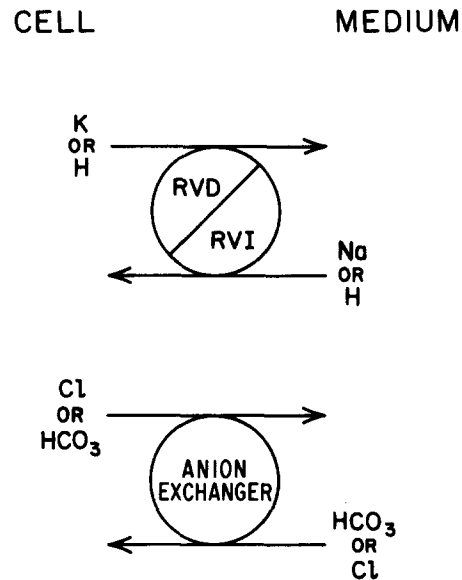 CELL MEDIUM
K
OR
H
RVD
RVI
Na
OR
H
Cl
OR
HCO₃
ANION
EXCHANGER
HCO₃
OR
Cl